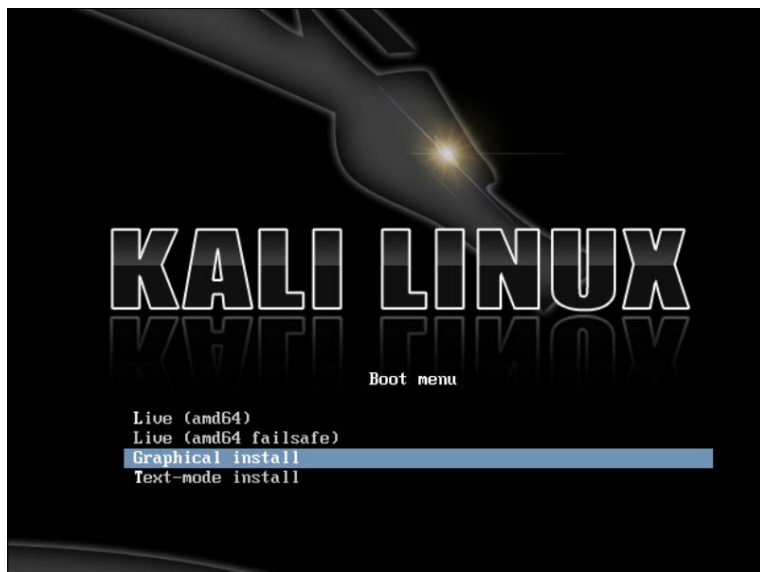 KALI LINUX
Boot menu
Live (amd64)
Live (amd64 failsafe)
Graphical install
Text-mode install